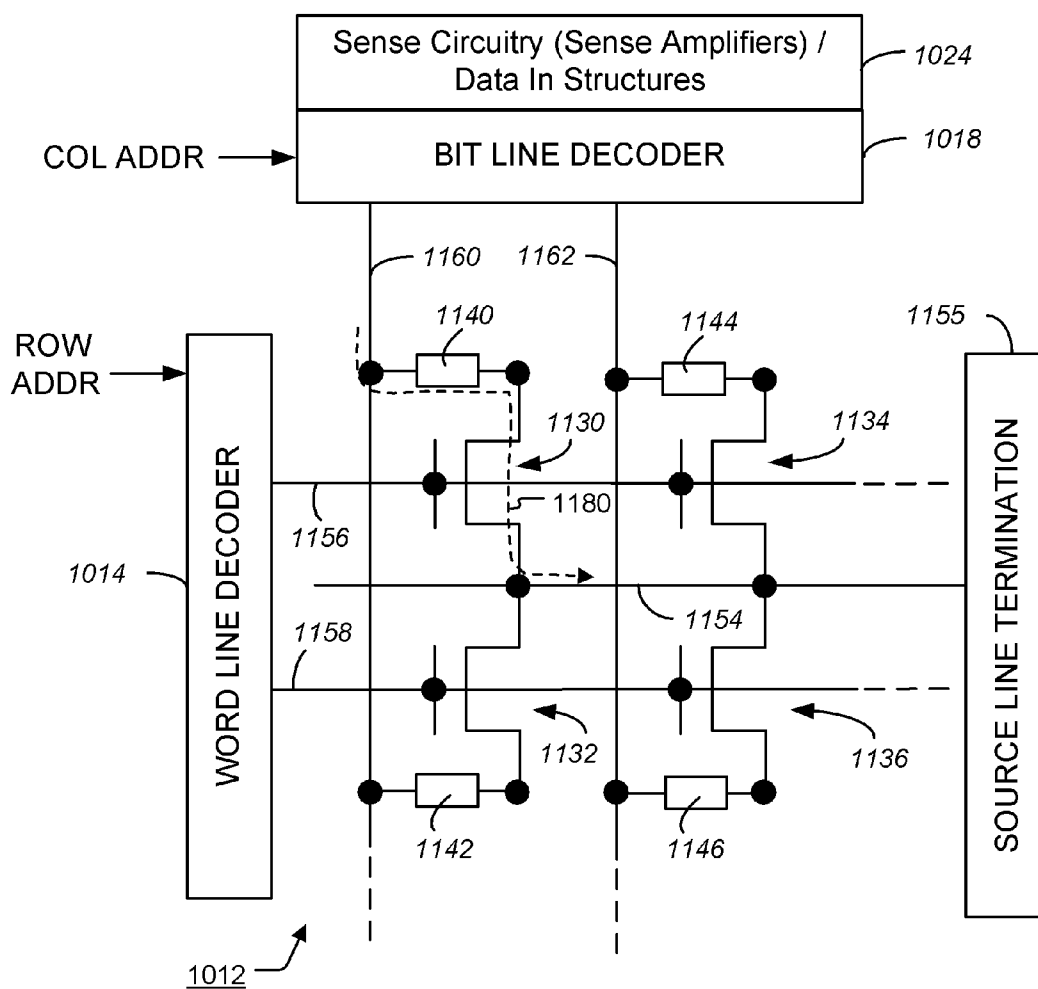 Sense Circuitry (Sense Amplifiers) /
Data In Structures
1024
COL ADDR
BIT LINE DECODER
1018
1160
1162
1140
1144
1155
ROW
ADDR
1130
1134
WORD LINE DECODER
SOURCE LINE TERMINATION
1180
1156
1014
1154
1158
1132
1136
1142
1146
1012